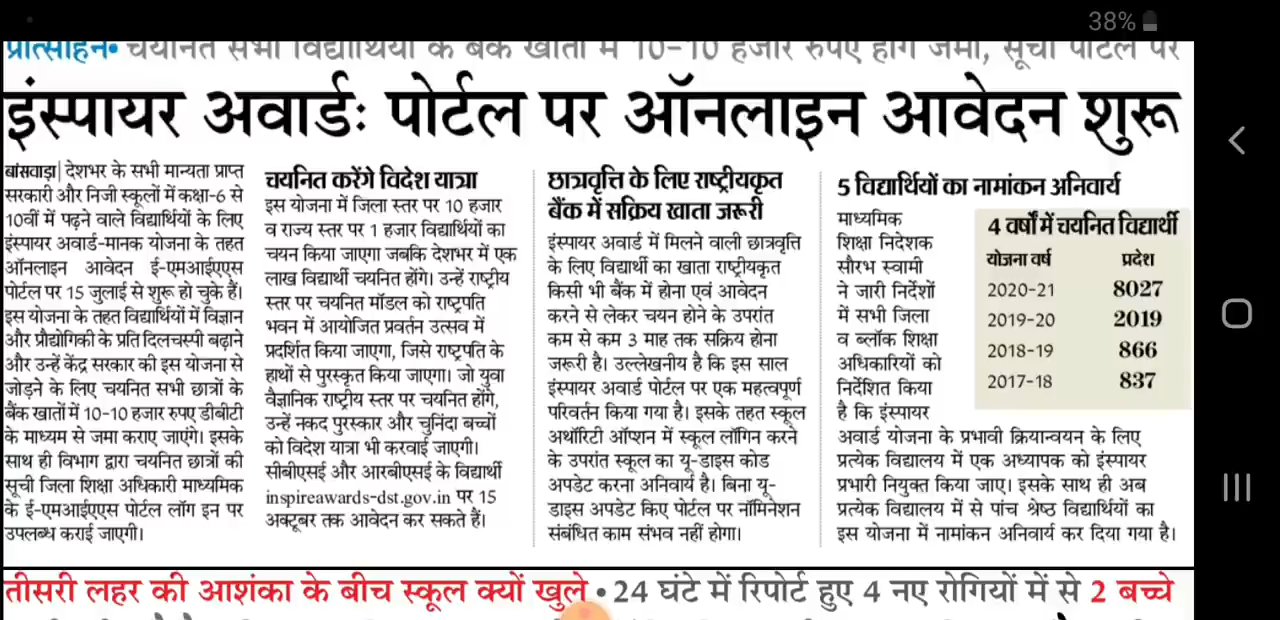 38%
प्रोत्साहन• चयनित सभी विद्यार्थियों के बैंक खातों में 10-10 हजार रुपए होंगे जमा, सूची पोर्टल पर
इंस्पायर अवार्डः पोर्टल पर ऑनलाइन आवेदन शुरू
बांसवाड़ा| देशभर के सभी मान्यता प्राप्त
सरकारी और निजी स्कूलों में कक्षा-6 से
10वीं में पढ़ने वाले विद्यार्थियों के लिए
इंस्पायर अवार्ड-मानक योजना के तहत
ऑनलाइन आवेदन ई-एमआईएएस
पोर्टल पर 15 जुलाई से शुरू हो चुके हैं।
इस योजना के तहत विद्यार्थियों में विज्ञान
और प्रौद्योगिकी के प्रति दिलचस्पी बढ़ाने
और उन्हें केंद्र सरकार की इस योजना से
जोड़ने के लिए चयनित सभी छात्रों के
बैंक खातों में 10-10 हजार रुपए डीबीटी
के माध्यम से जमा कराए जाएंगे। इसके
साथ ही विभाग द्वारा चयनित छात्रों की
सूची जिला शिक्षा अधिकारी माध्यमिक
के ई-एमआईएएस पोर्टल लॉग इन पर
उपलब्ध कराई जाएगी।
चयनित करेंगे विदेश यात्रा
इस योजना में जिला स्तर पर 10 हजार
व राज्य स्तर पर 1 हजार विद्यार्थियों का
चयन किया जाएगा जबकि देशभर में एक
लाख विद्यार्थी चयनित होंगे। उन्हें राष्ट्रीय
स्तर पर चयनित मॉडल को राष्ट्रपति
भवन में आयोजित प्रवर्तन उत्सव में
प्रदर्शित किया जाएगा, जिसे राष्ट्रपति के
हाथों से पुरस्कृत किया जाएगा। जो युवा
वैज्ञानिक राष्ट्रीय स्तर पर चयनित होंगे,
उन्हें नकद पुरस्कार और चुनिंदा बच्चों
को विदेश यात्रा भी करवाई जाएगी।
सीबीएसई और आरबीएसई के विद्यार्थी
inspireawards-dst.gov.in पर 15
अक्टूबर तक आवेदन कर सकते हैं।
छात्रवृत्ति के लिए राष्ट्रीयकृत
बैंक में सक्रिय खाता जरूरी
इंस्पायर अवार्ड में मिलने वाली छात्रवृत्ति
के लिए विद्यार्थी का खाता राष्ट्रीयकृत
किसी भी बैंक में होना एवं आवेदन
करने से लेकर चयन होने के उपरांत
कम से कम 3 माह तक सक्रिय होना
जरूरी है। उल्लेखनीय है कि इस साल
इंस्पायर अवार्ड पोर्टल पर एक महत्वपूर्ण
परिवर्तन किया गया है। इसके तहत स्कूल
अथॉरिटी ऑप्शन में स्कूल लॉगिन करने
के उपरांत स्कूल का यू-डाइस कोड
अपडेट करना अनिवार्य है। बिना यू-
डाइस अपडेट किए पोर्टल पर नॉमिनेशन
संबंधित काम संभव नहीं होगा।
5 विद्यार्थियों का नामांकन अनिवार्य
माध्यमिक
शिक्षा निदेशक
सौरभ स्वामी
ने जारी निर्देशों
में सभी जिला
व ब्लॉक शिक्षा
अधिकारियों को
निर्देशित किया
है कि इंस्पायर
अवार्ड योजना के प्रभावी क्रियान्वयन के लिए
प्रत्येक विद्यालय में एक अध्यापक को इंस्पायर
प्रभारी नियुक्त किया जाए। इसके साथ ही अब
प्रत्येक विद्यालय में से पांच श्रेष्ठ विद्यार्थियों का
इस योजना में नामांकन अनिवार्य कर दिया गया है।
4 वर्षों में चयनित विद्यार्थी
योजना वर्ष प्रदेश
2020-21 8027
2019-20 2019
2018-19 866
2017-18 837
तीसरी लहर की आशंका के बीच स्कूल क्यों खुले • 24 घंटे में रिपोर्ट हुए 4 नए रोगियों में से 2 बच्चे